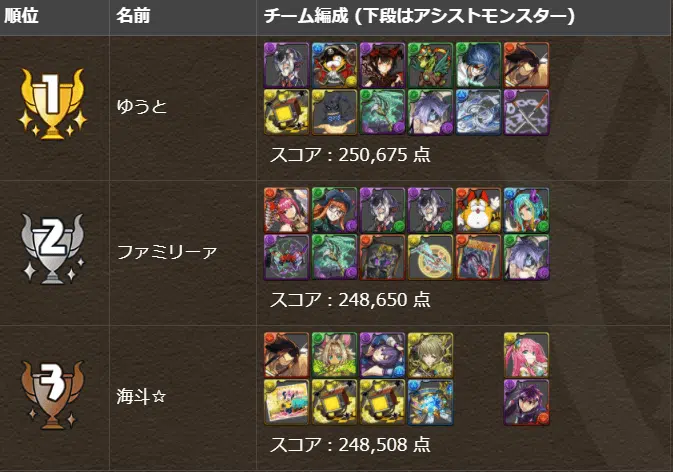 順位 名前 チーム編成 (下段はアシストモンスター)
1 ゆうと
スコア : 250,675 点
2 ファミリーァ
スコア : 248,650 点
3 海斗☆
スコア : 248,508 点